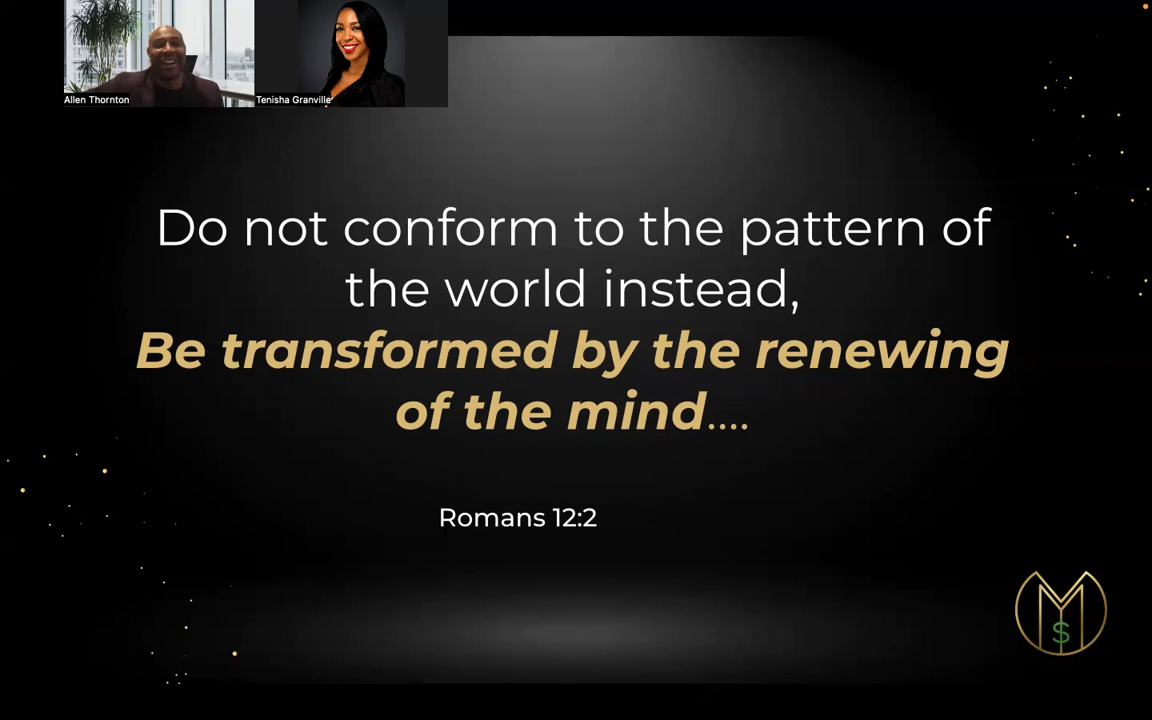 Allen Thornton
Tenisha Granville
Do not conform to the pattern of
the world instead,
Be transformed by the renewing
of the mind....
Romans 12:2
M
$